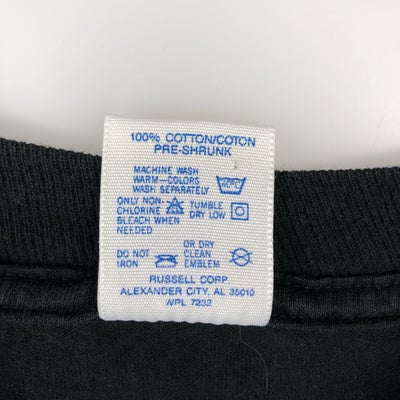 100% COTTON/COTON
PRE-SHRUNK
MACHINE WASH
WARM-COLORS
WASH SEPARATELY
ONLY NON-
CHLORINE
BLEACH WHEN
NEEDED
TUMBLE
DRY LOW
DO NOT
IRON
OR DRY
CLEAN
EMBLEM
RUSSELL CORP.
ALEXANDER CITY, AL 35010
WPL 7232